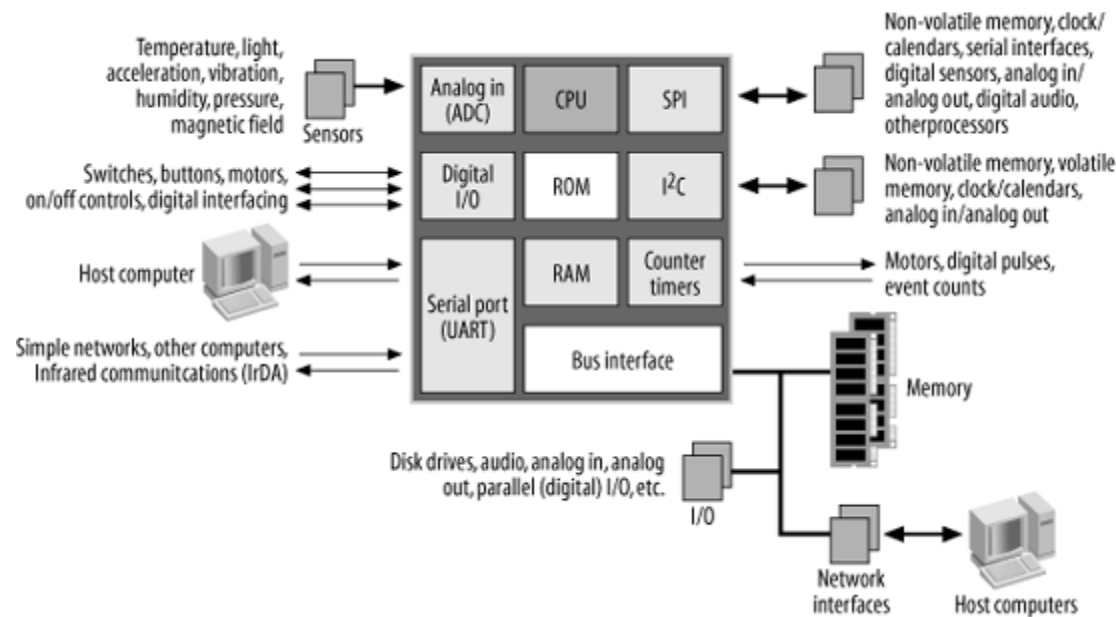 Temperature, light,
acceleration, vibration,
humidity, pressure,
magnetic field
Sensors
Analog in
(ADC)
CPU
SPI
Non-volatile memory, clock/
calendars, serial interfaces,
digital sensors, analog in/
analog out, digital audio,
otherprocessors
Switches, buttons, motors,
on/off controls, digital interfacing
Digital
I/O
ROM
I²C
Non-volatile memory, volatile
memory, clock/calendars,
analog in/analog out
Host computer
Serial port
(UART)
RAM
Counter
timers
Motors, digital pulses,
event counts
Simple networks, other computers,
Infrared communitcations (IrDA)
Bus interface
Memory
Disk drives, audio, analog in, analog
out, parallel (digital) I/O, etc.
I/O
Network
interfaces
Host computers